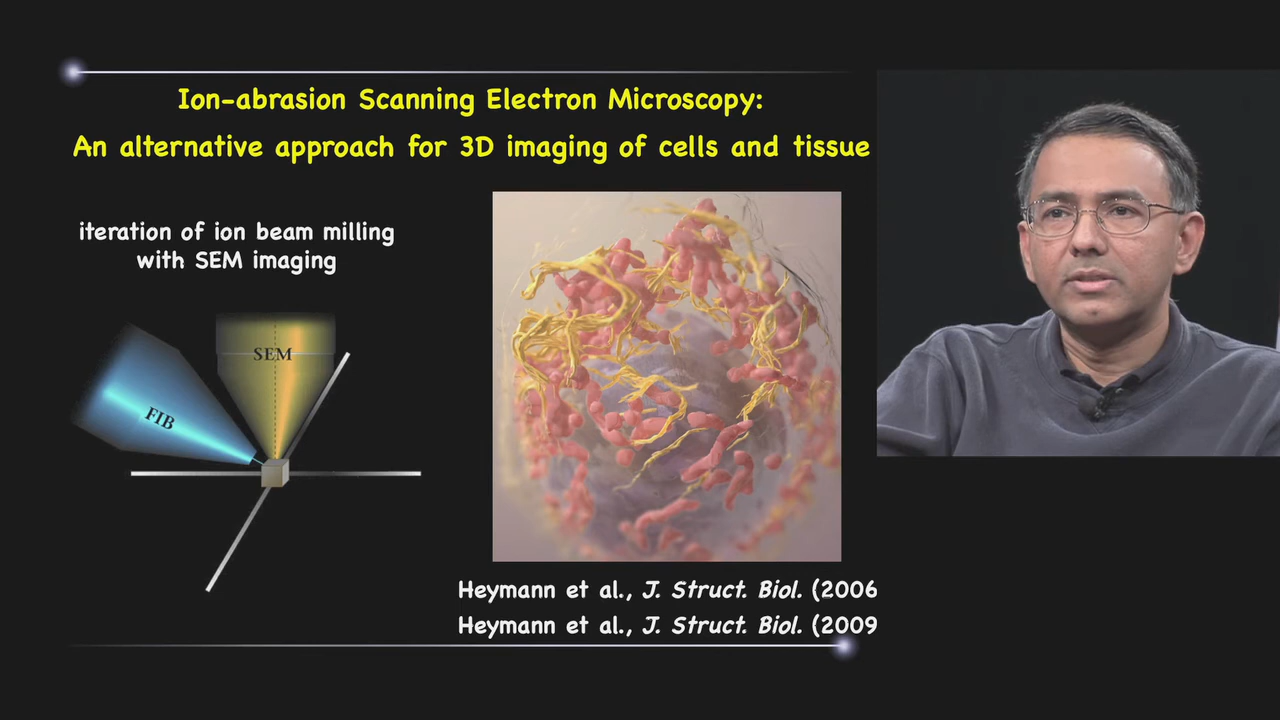 Ion-abrasion Scanning Electron Microscopy:
An alternative approach for 3D imaging of cells and tissue
iteration of ion beam milling
with SEM imaging
SEM
FIB
Heymann et al., J. Struct. Biol. (2006
Heymann et al., J. Struct. Biol. (2009